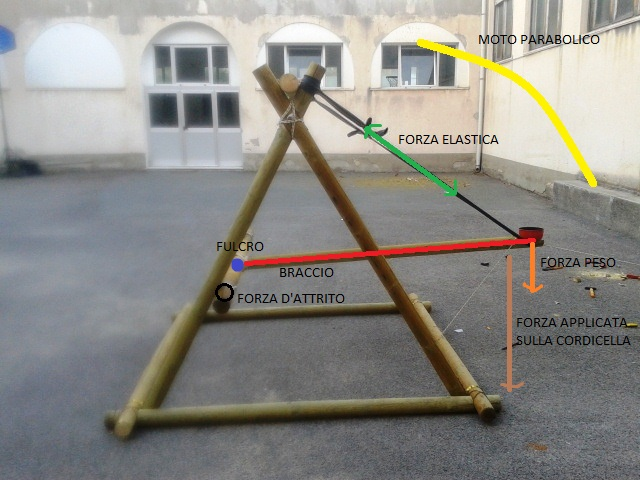 MOTO PARABOLICO
FORZA ELASTICA
FULCRO
BRACCIO
FORZA PESO
FORZA D'ATTRITO
FORZA APPLICATA
SULLA CORDICELLA